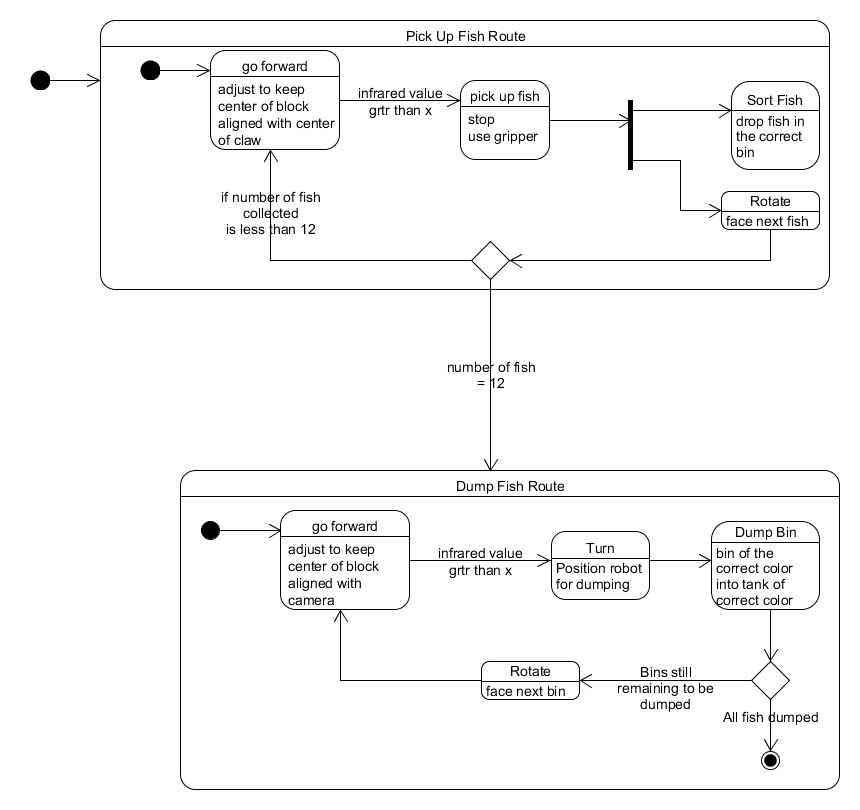 Pick Up Fish Route
go forward
adjust to keep
center of block
aligned with center
of claw
infrared value
grtr than x
pick up fish
stop
use gripper
Sort Fish
drop fish in
the correct
bin
Rotate
face next fish
if number of fish
collected
is less than 12
number of fish
= 12
Dump Fish Route
go forward
adjust to keep
center of block
aligned with
camera
infrared value
grtr than x
Turn
Position robot
for dumping
Dump Bin
bin of the
correct color
into tank of
correct color
Rotate
face next bin
Bins still
remaining to be
dumped
All fish dumped